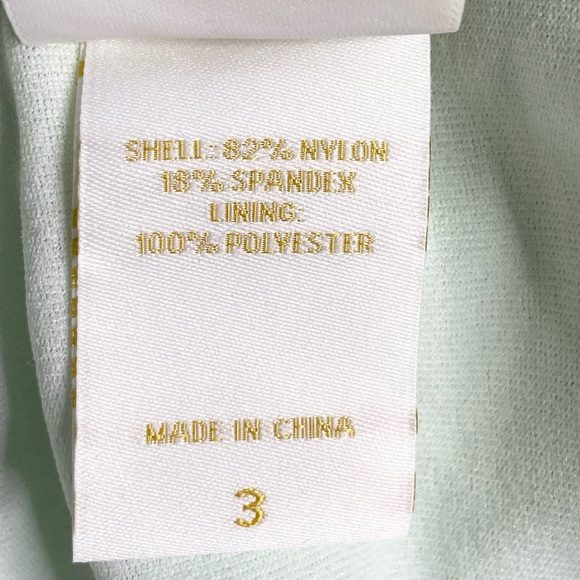 SHELL: 82% NYLON
18% SPANDEX
LINING:
100% POLYESTER
MADE IN CHINA
3